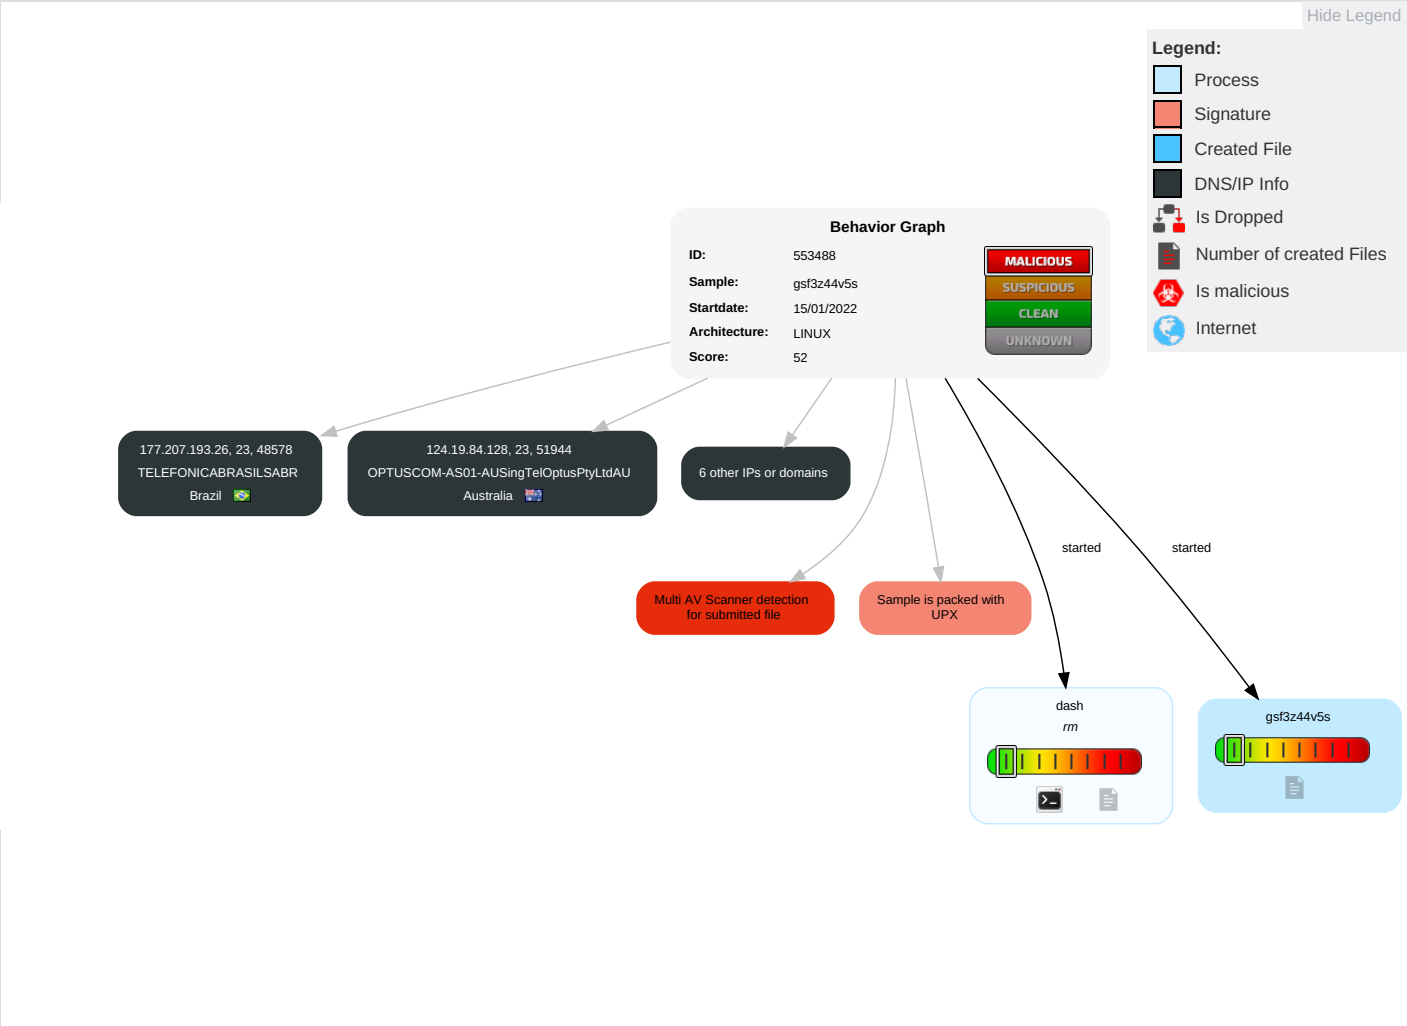 Hide Legend
Legend:
Process
Signature
Created File
DNS/IP Info
Is Dropped
Number of created Files
Is malicious
Internet
Behavior Graph
ID: 553488
Sample: gsf3z44v5s
Startdate: 15/01/2022
Architecture: LINUX
Score: 52
MALICIOUS
SUSPICIOUS
CLEAN
UNKNOWN
177.207.193.26, 23, 48578
TELEFONICABRASILSABR
Brazil
124.19.84.128, 23, 51944
OPTUSCOM-AS01-AUSingTelOptusPtyLtdAU
Australia
6 other IPs or domains
started
started
Multi AV Scanner detection
for submitted file
Sample is packed with
UPX
dash
rm
gsf3z44v5s